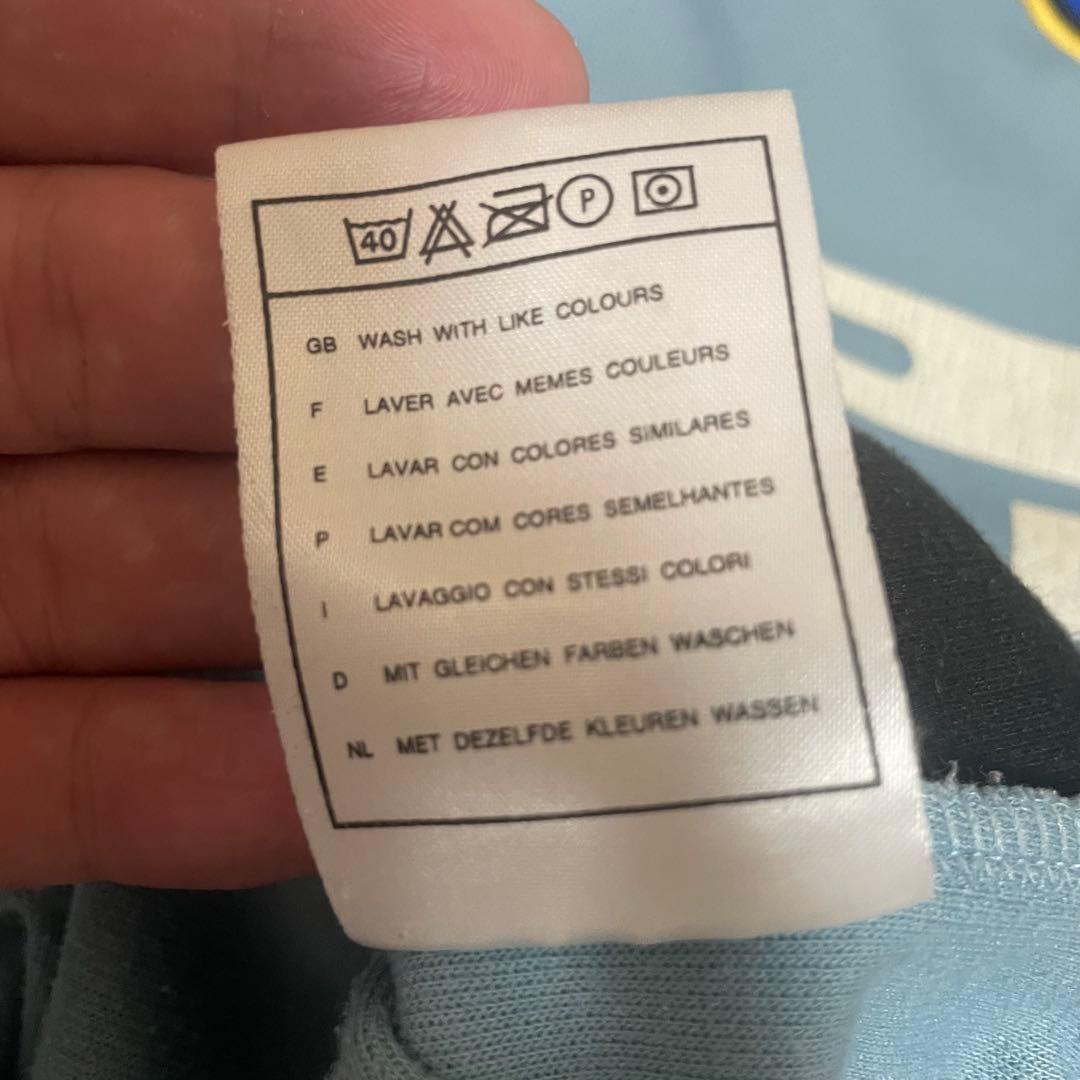 40 P
GB WASH WITH LIKE COLOURS
F LAVER AVEC MEMES COULEURS
E LAVAR CON COLORES SIMILARES
P LAVAR COM CORES SEMELHANTES
I LAVAGGIO CON STESSI COLORI
D MIT GLEICHEN FARBEN WASCHEN
NL MET DEZELFDE KLEUREN WASSEN